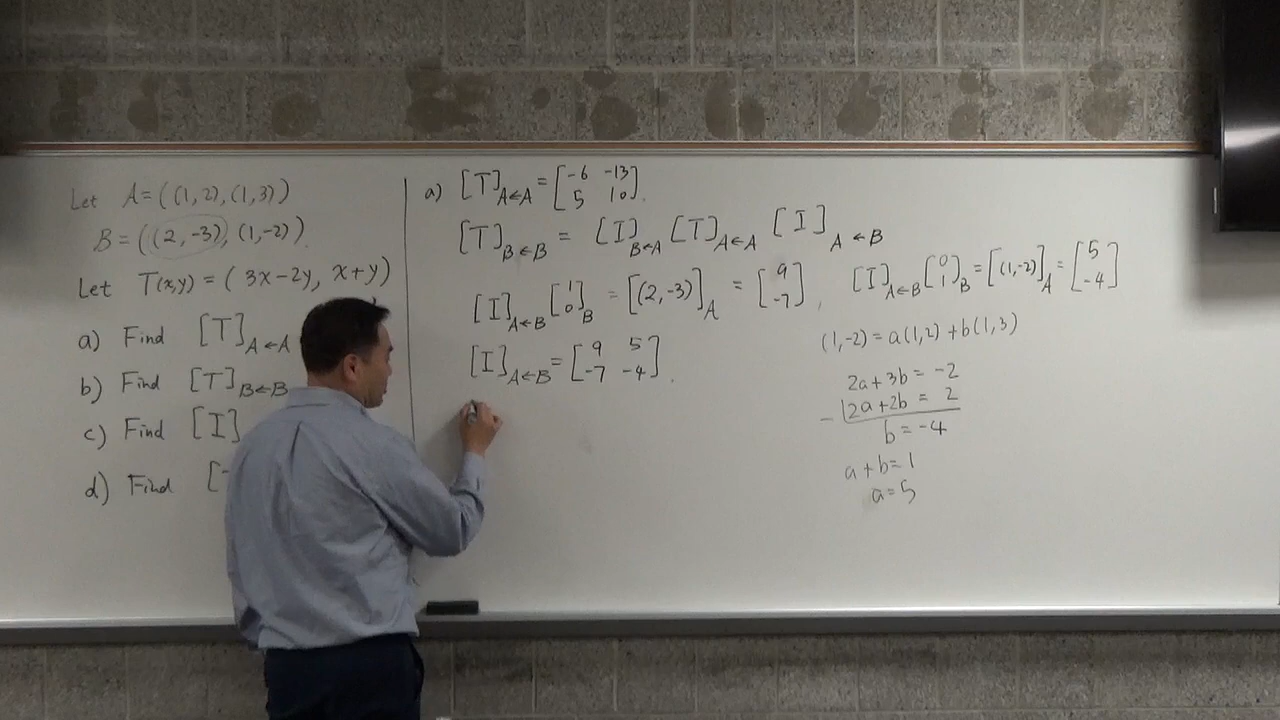 Let A = ((1,2),(1,3))
B = ((2,-3),(1,-2)).
Let T(x,y) = (3x-2y, x+y)
a) Find [T]A←A
b) Find [T]B←B
c) Find [I]
d) Find [
a) [T]A←A = [-6 -13; 5 10].
[T]B←B = [I]B←A [T]A←A [I]A←B
[I]A←B [1; 0]B = [(2,-3)]A = [9; -7], [I]A←B [0; 1]B = [(1,-2)]A = [5; -4]
[I]A←B = [9 5; -7 -4].
(1,-2) = a(1,2) + b(1,3)
2a+3b = -2
- 2a+2b = 2
b = -4
a+b=1
a=5